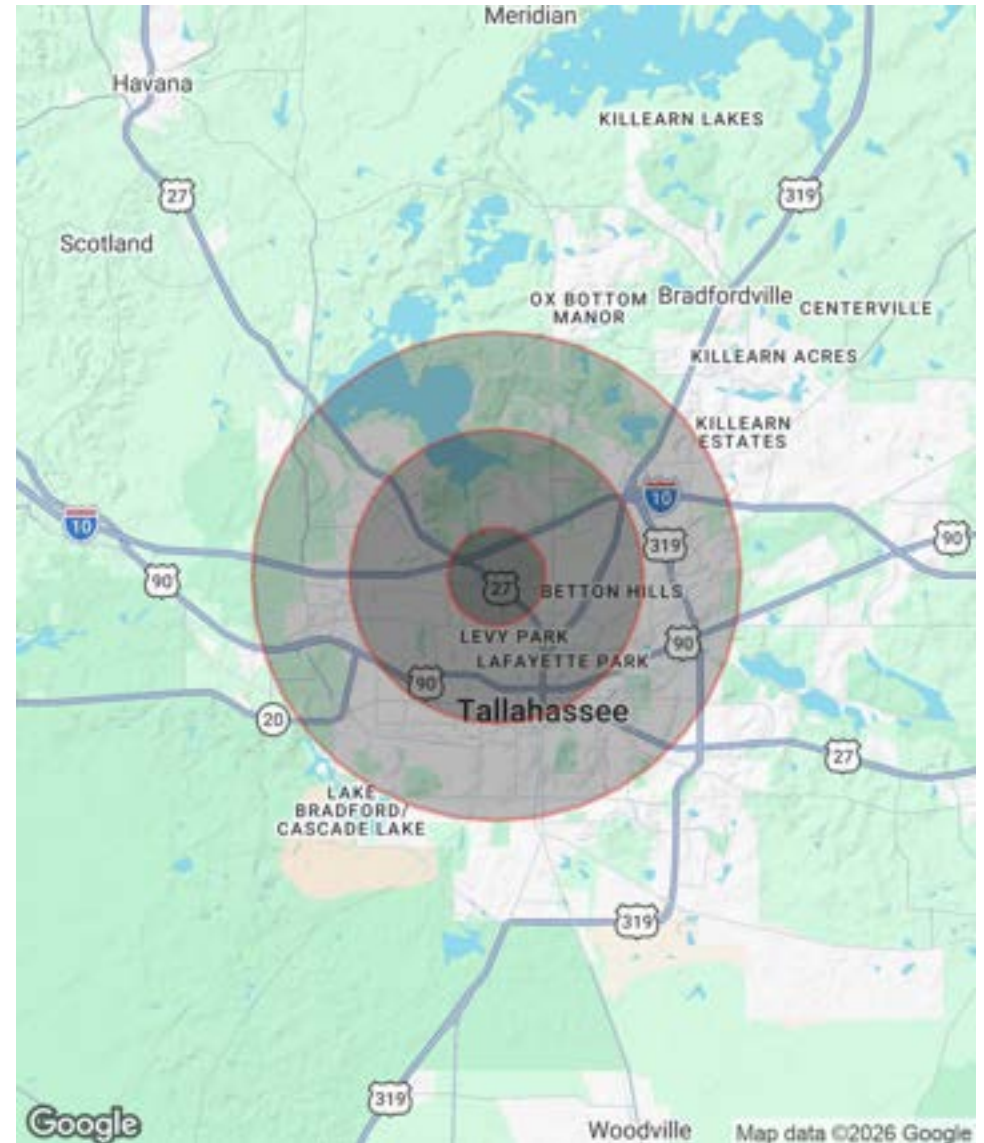 Meridian
Havana
KILLEARN LAKES
27
319
Scotland
OX BOTTOM
MANOR
Bradfordville
CENTERVILLE
KILLEARN ACRES
KILLEARN
ESTATES
10
10
90
319
90
27
BETTON HILLS
LEVY PARK
LAFAYETTE PARK
90
90
Tallahassee
20
27
LAKE
BRADFORD/
CASCADE LAKE
319
319
Woodville
Google
Map data ©2026 Google